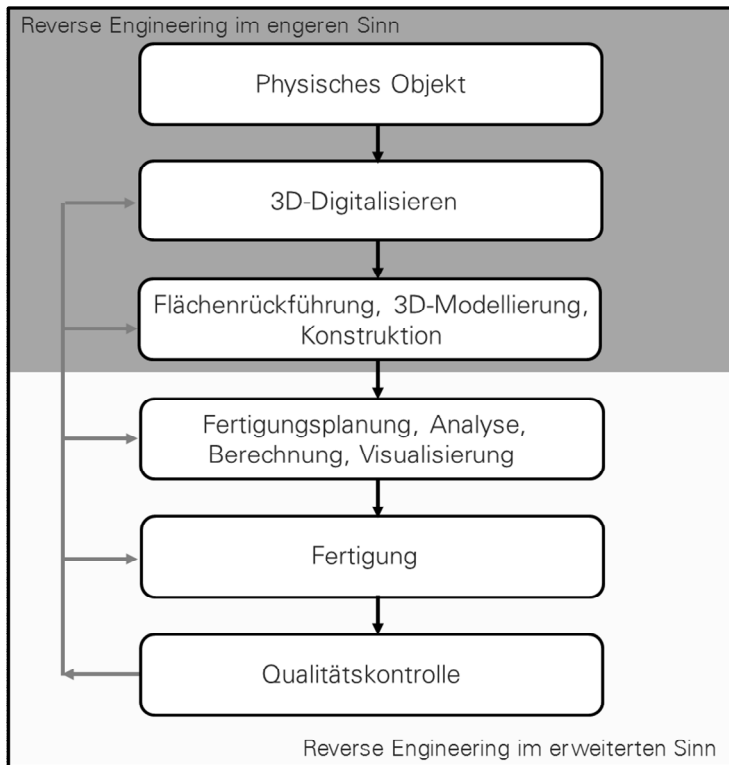 Reverse Engineering im engeren Sinn
Physisches Objekt
3D-Digitalisieren
Flächenrückführung, 3D-Modellierung,
Konstruktion
Fertigungsplanung, Analyse,
Berechnung, Visualisierung
Fertigung
Qualitätskontrolle
Reverse Engineering im erweiterten Sinn